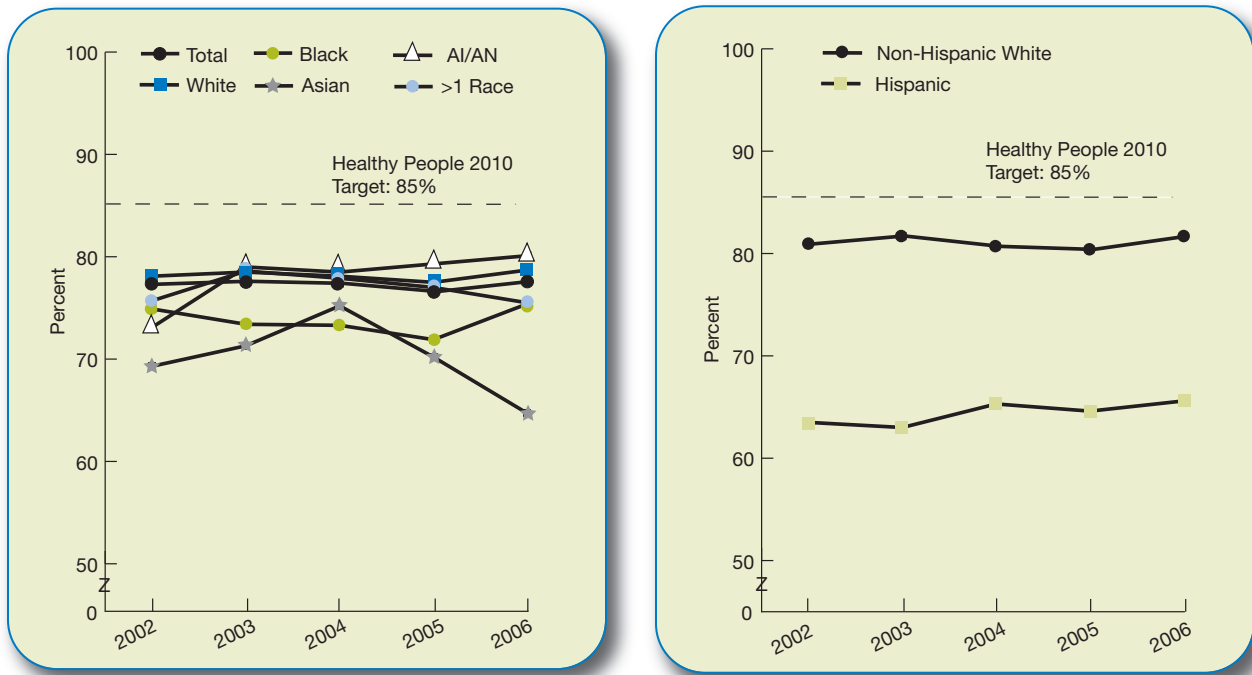 100
Total
Black
AI/AN
White
Asian
>1 Race
90
Healthy People 2010
Target: 85%
80
Percent
70
60
50
Z
0
2002
2003
2004
2005
2006
100
Non-Hispanic White
Hispanic
90
Healthy People 2010
Target: 85%
80
Percent
70
60
50
Z
0
2002
2003
2004
2005
2006